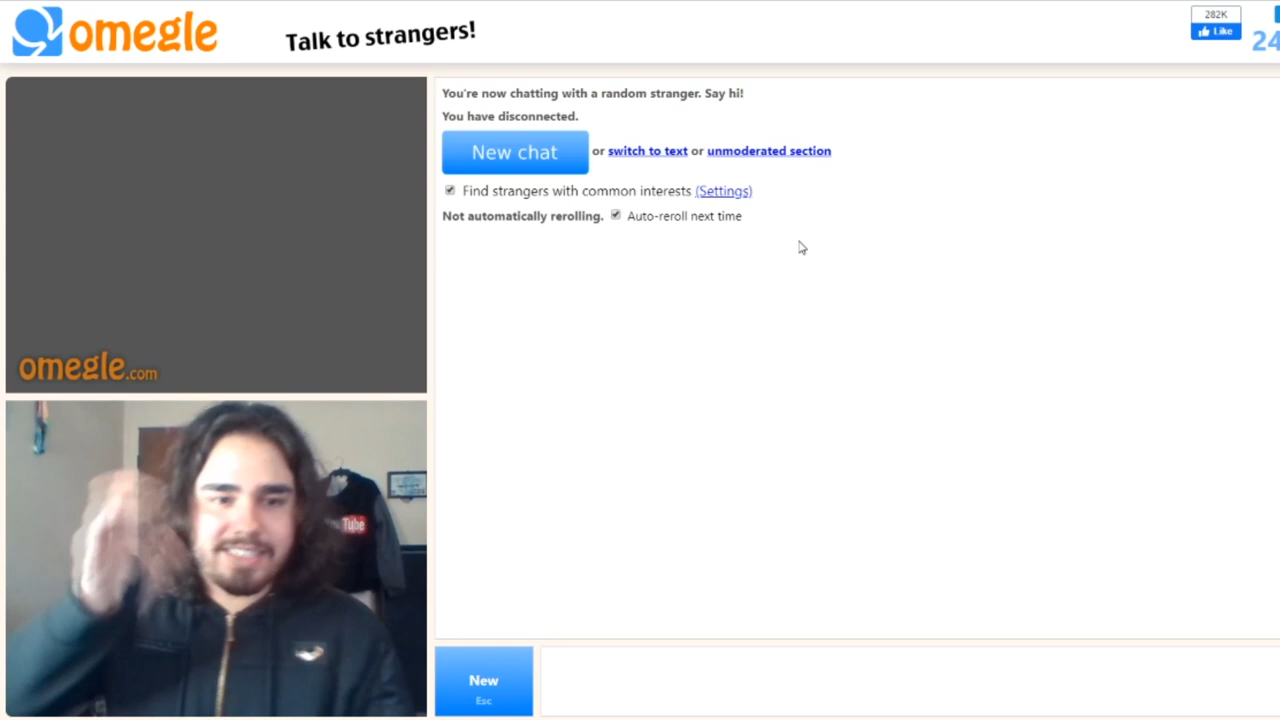 omegle
Talk to strangers!
282K
Like
24
You're now chatting with a random stranger. Say hi!
You have disconnected.
New chat or switch to text or unmoderated section
Find strangers with common interests (Settings)
Not automatically rerolling. Auto-reroll next time
omegle.com
Tube
New
Esc